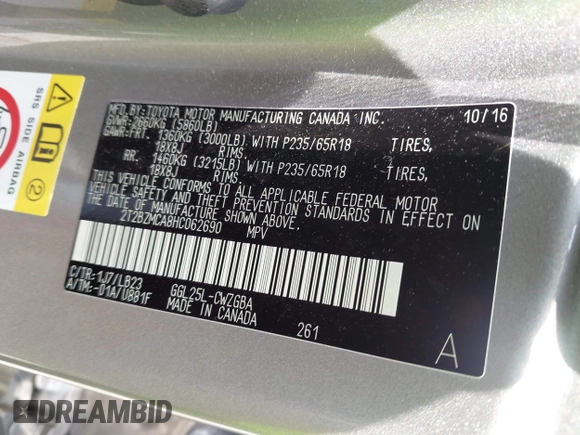 MFD.BY: TOYOTA MOTOR MANUFACTURING CANADA INC. 10/16
GVWR: 2660KG (5860LB)
GAWR: FRT. 1360KG (3000LB) WITH P235/65R18 TIRES,
18X8J RIMS
RR. 1460KG (3215LB) WITH P235/65R18 TIRES,
18X8J RIMS
THIS VEHICLE CONFORMS TO ALL APPLICABLE FEDERAL MOTOR
VEHICLE SAFETY AND THEFT PREVENTION STANDARDS IN EFFECT ON
THE DATE OF MANUFACTURE SHOWN ABOVE.
2T2BZMCA8HC062690 MPV
C/TR: 1J7/LB23
A/TM:-01A/U881F GGL25L-CWZGBA
MADE IN CANADA 261
A
SRS SIDE AIRBAG
2
DREAMBID